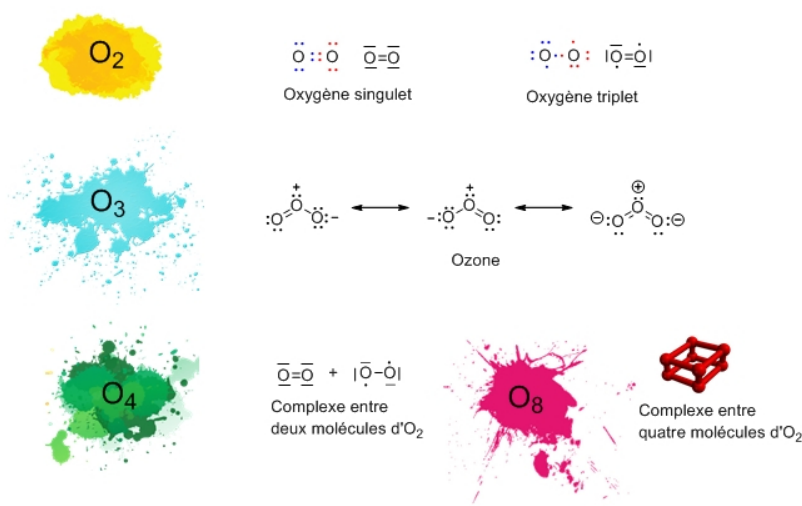 O₂
O::O O=O
Oxygène singulet
O··O |O=O|
Oxygène triplet
O₃
+ + ⊕
:O O O:− −:O O O: ⊖:O O O:⊖
Ozone
O₄
O=O + |O−O|
Complexe entre
deux molécules d'O₂
O₈
Complexe entre
quatre molécules d'O₂